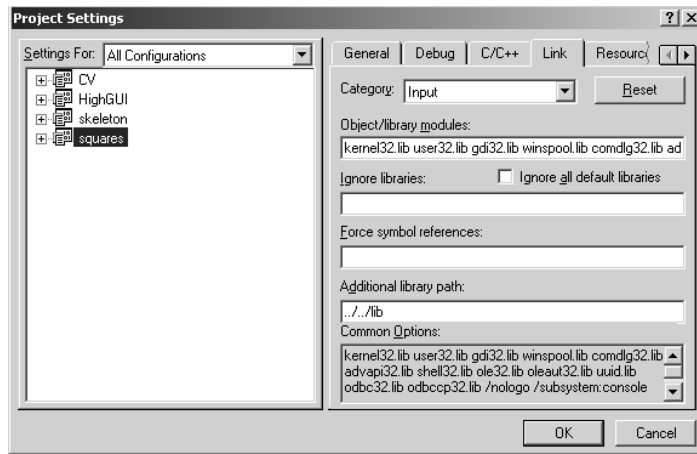 Project Settings
Settings For: All Configurations
CV
HighGUI
skeleton
squares
General Debug C/C++ Link
Category: Input Reset
Object/library modules:
kernel32.lib user32.lib gdi32.lib winspool.lib comdlg32.lib ad
Ignore libraries: Ignore all default libraries
Force symbol references:
Additional library path:
../../lib
Common Options:
kernel32.lib user32.lib gdi32.lib winspool.lib comdlg32.lib
advapi32.lib shell32.lib ole32.lib oleaut32.lib uuid.lib
odbc32.lib odbccp32.lib /nologo /subsystem:console
OK Cancel